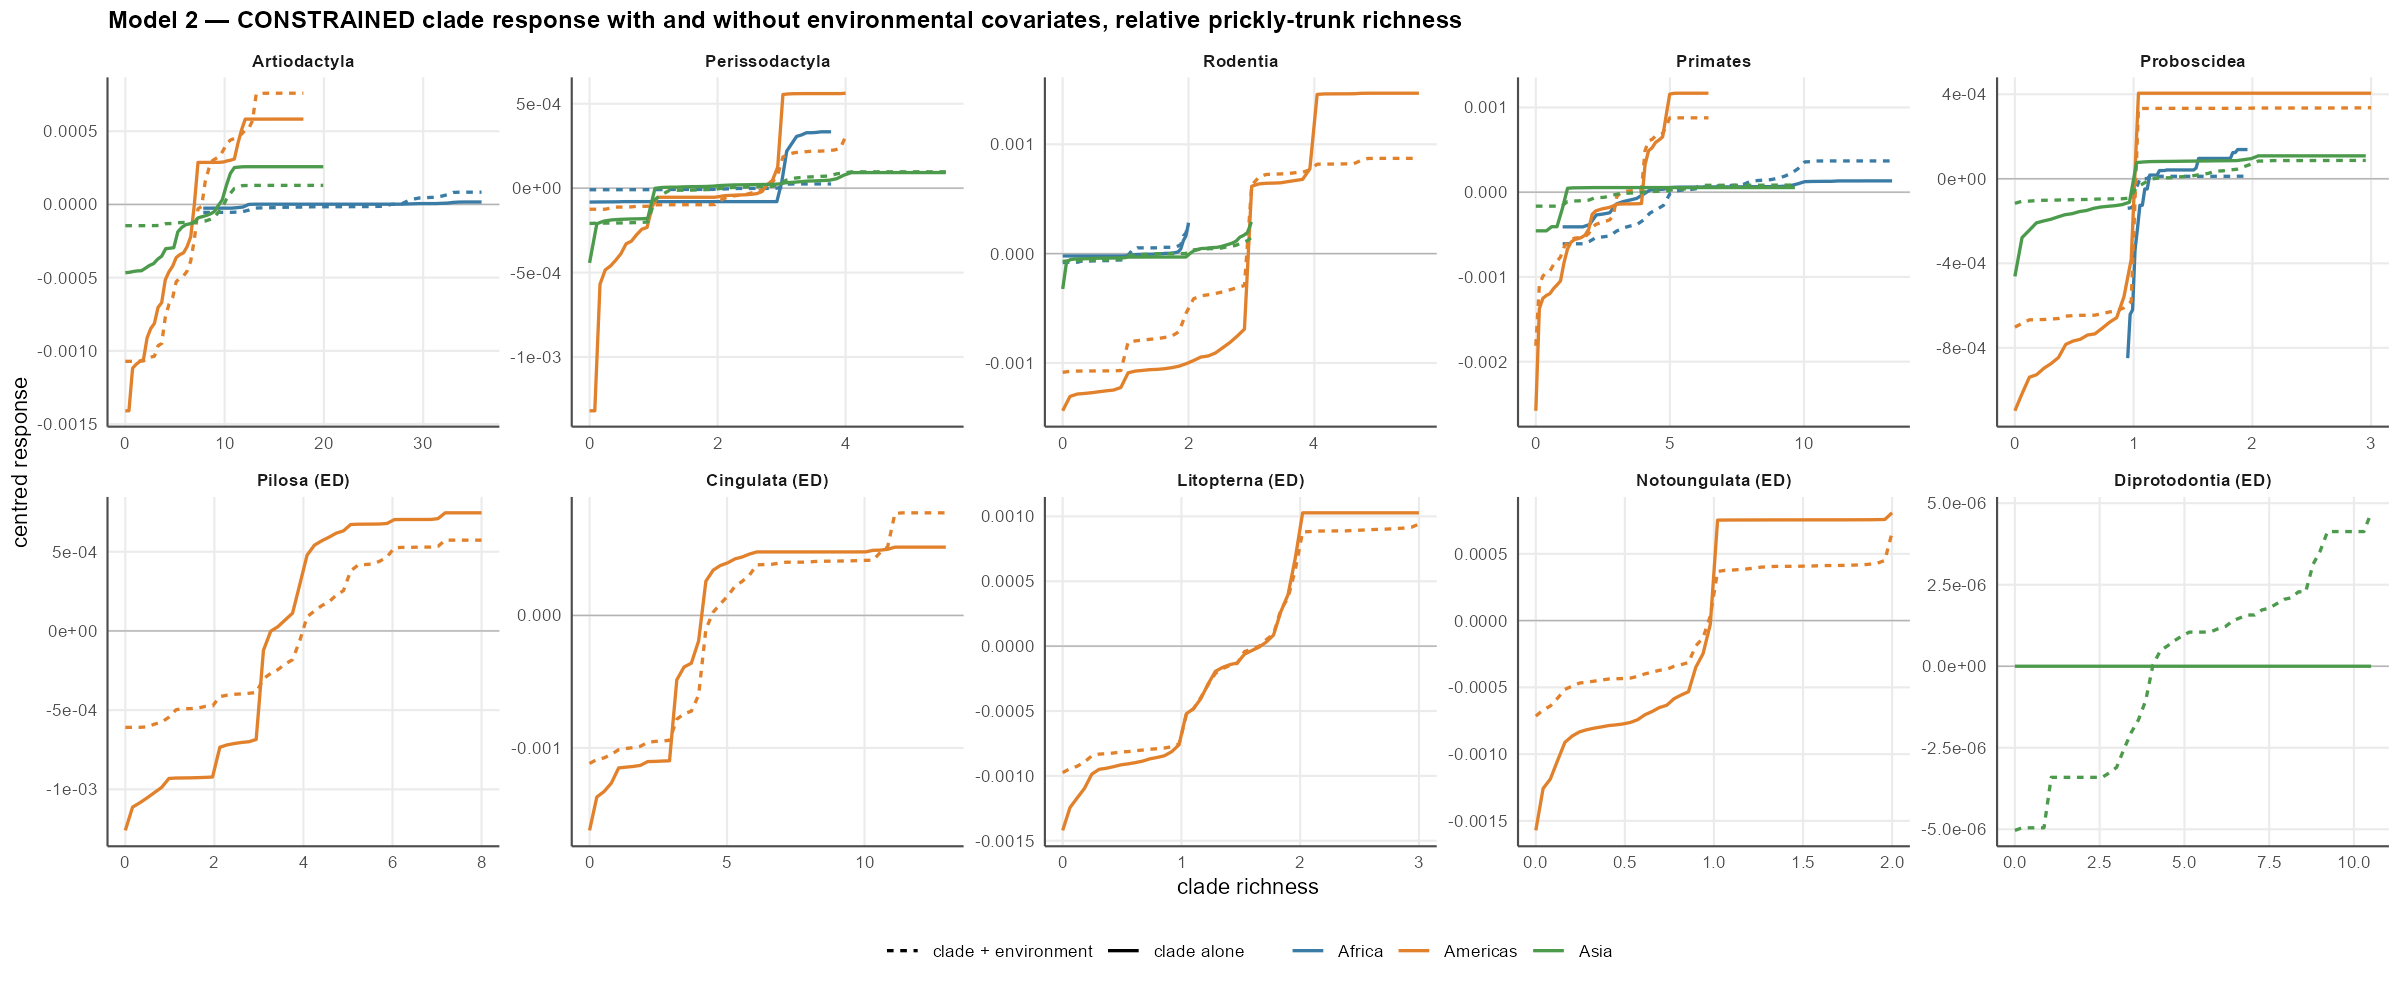 Model 2 — CONSTRAINED clade response with and without environmental covariates, relative prickly-trunk richness
Artiodactyla
Perissodactyla
Rodentia
Primates
Proboscidea
0.0005
0.0000
-0.0005
-0.0010
-0.0015
0
10
20
30
5e-04
0e+00
-5e-04
-1e-03
0
2
4
0.001
0.000
-0.001
0
2
4
0.001
0.000
-0.001
-0.002
0
5
10
4e-04
0e+00
-4e-04
-8e-04
0
1
2
3
centred response
Pilosa (ED)
Cingulata (ED)
Litopterna (ED)
Notoungulata (ED)
Diprotodontia (ED)
5e-04
0e+00
-5e-04
-1e-03
0
2
4
6
8
0.000
-0.001
0
5
10
0.0010
0.0005
0.0000
-0.0005
-0.0010
-0.0015
0
1
2
3
0.0005
0.0000
-0.0005
-0.0010
-0.0015
0.0
0.5
1.0
1.5
2.0
5.0e-06
2.5e-06
0.0e+00
-2.5e-06
-5.0e-06
0.0
2.5
5.0
7.5
10.0
clade richness
clade + environment
clade alone
Africa
Americas
Asia